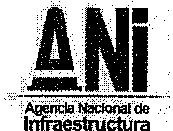 ANI
Agencia Nacional de
Infraestructura